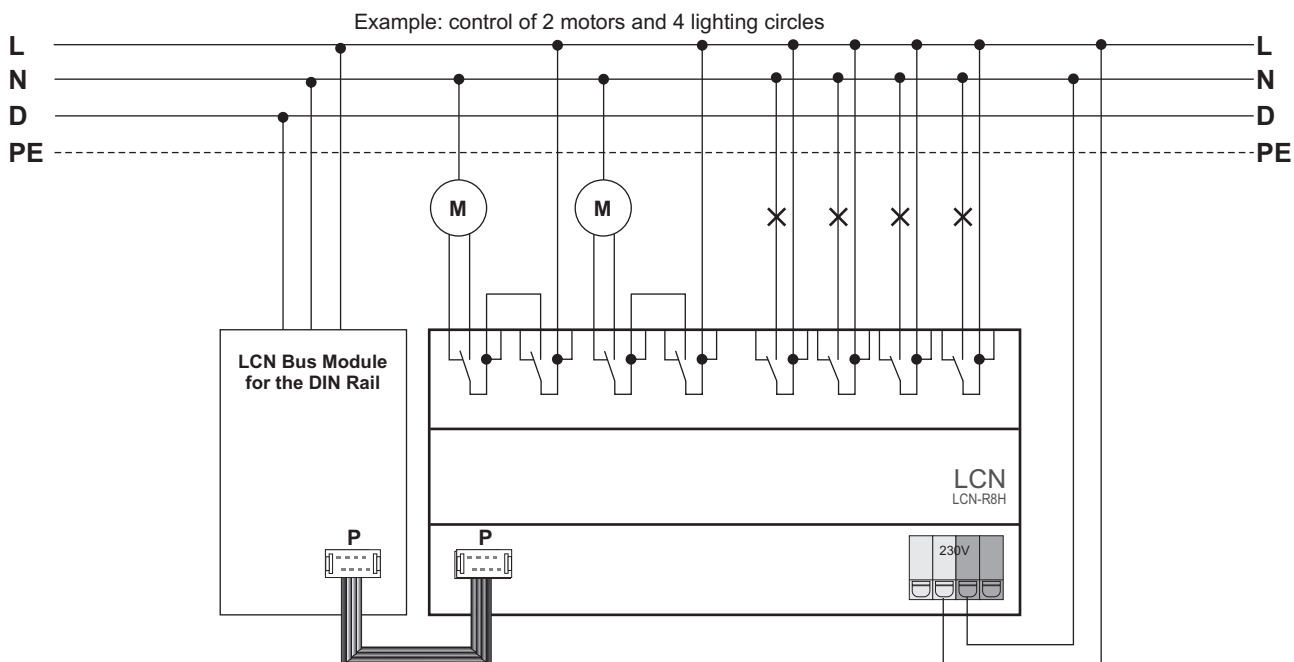 Example: control of 2 motors and 4 lighting circles
L L
N N
D D
PE PE
M M
LCN Bus Module
for the DIN Rail
LCN
LCN-R8H
P P
230V